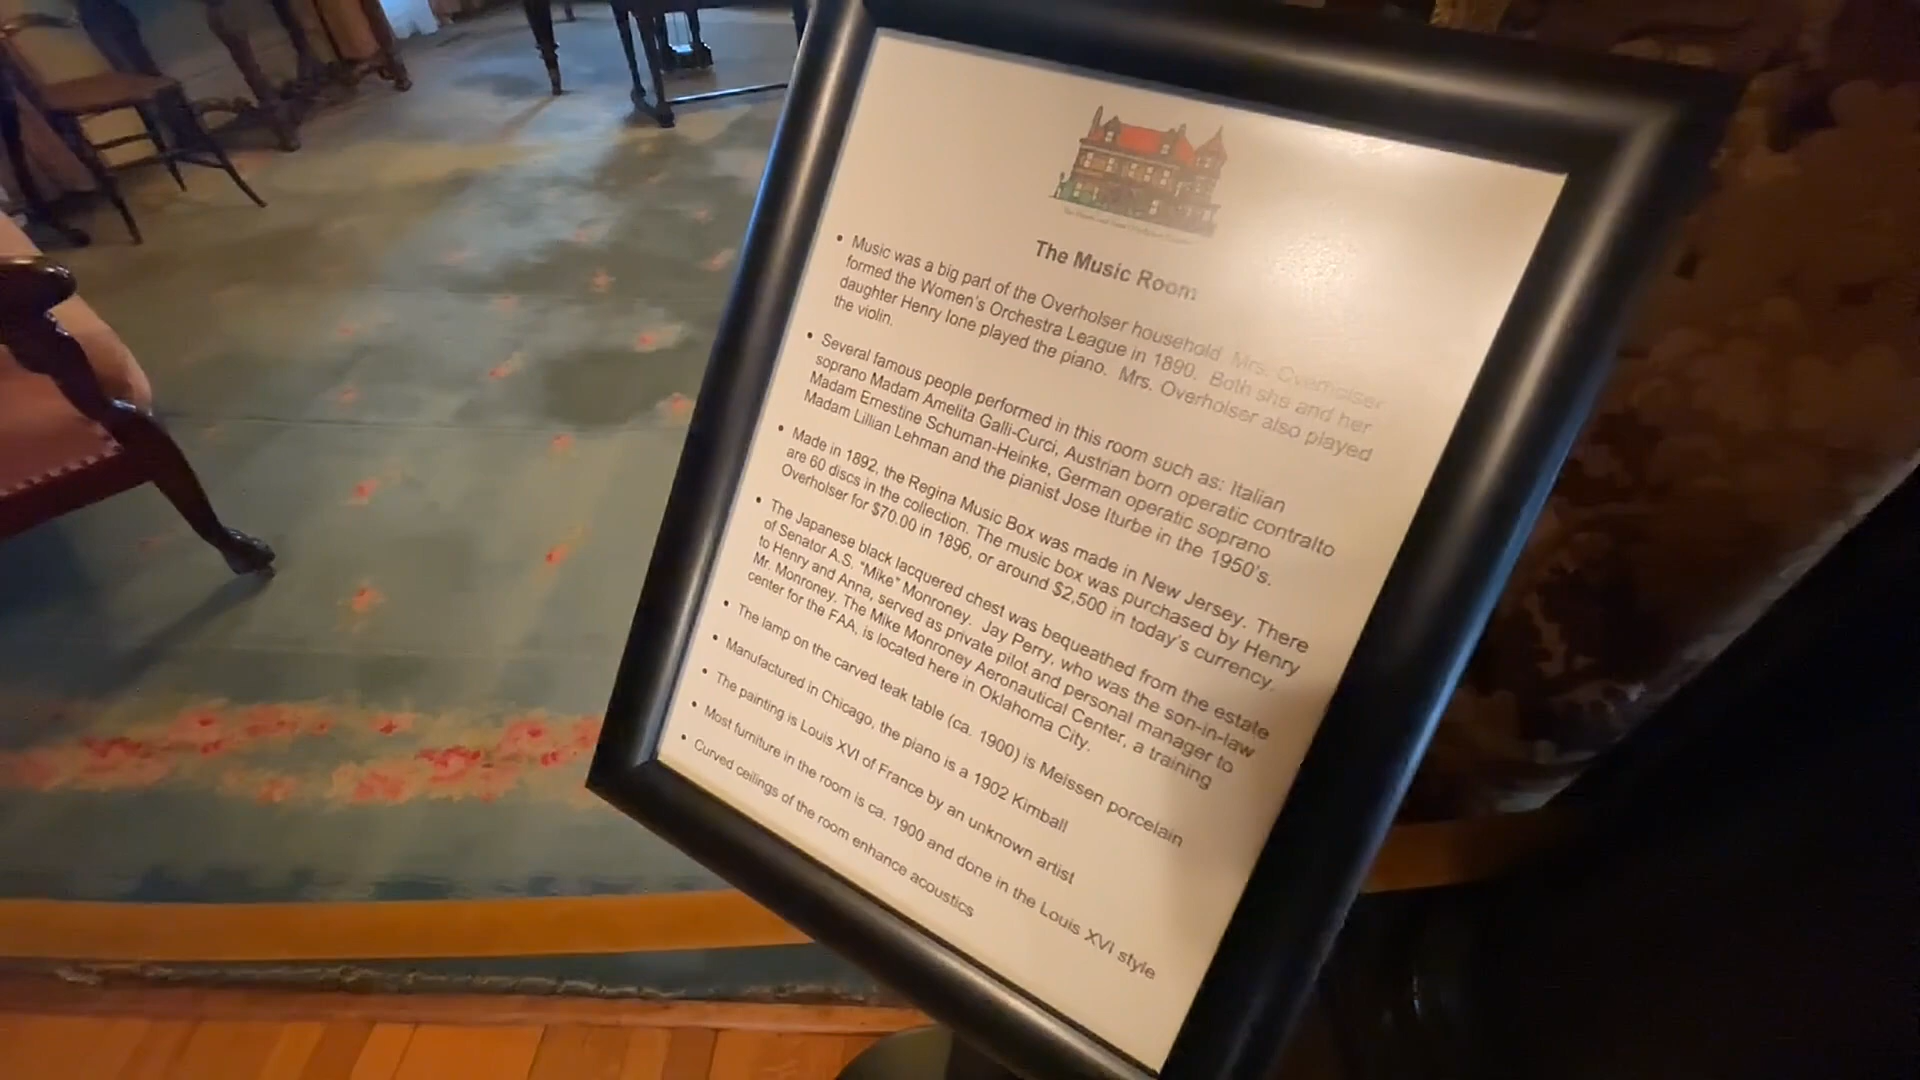 The Music Room
• Music was a big part of the Overholser household. Mrs. Overholser
formed the Women's Orchestra League in 1890. Both she and her
daughter Henry Ione played the piano. Mrs. Overholser also played
the violin.
• Several famous people performed in this room such as: Italian
soprano Madam Amelita Galli-Curci, Austrian born operatic contralto
Madam Ernestine Schuman-Heinke, German operatic soprano
Madam Lillian Lehman and the pianist Jose Iturbe in the 1950's.
• Made in 1892, the Regina Music Box was made in New Jersey. There
are 60 discs in the collection. The music box was purchased by Henry
Overholser for $70.00 in 1896, or around $2,500 in today's currency.
• The Japanese black lacquered chest was bequeathed from the estate
of Senator A.S. "Mike" Monroney. Jay Perry, who was the son-in-law
to Henry and Anna, served as private pilot and personal manager to
Mr. Monroney. The Mike Monroney Aeronautical Center, a training
center for the FAA, is located here in Oklahoma City.
• The lamp on the carved teak table (ca. 1900) is Meissen porcelain
• Manufactured in Chicago, the piano is a 1902 Kimball
• The painting is Louis XVI of France by an unknown artist
• Most furniture in the room is ca. 1900 and done in the Louis XVI style
• Curved ceilings of the room enhance acoustics